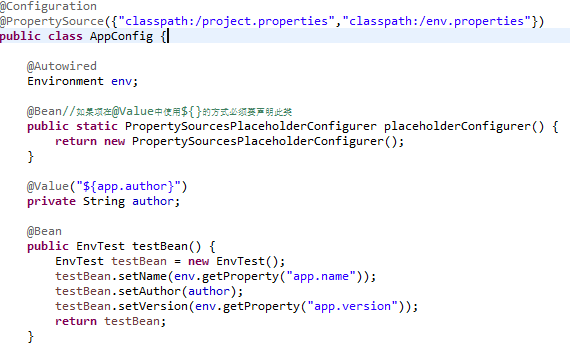 @Configuration
@PropertySource({"classpath:/project.properties","classpath:/env.properties"})
public class AppConfig {
@Autowired
Environment env;
@Bean//如果须在@Value中使用${}的方式必须要声明此类
public static PropertySourcesPlaceholderConfigurer placeholderConfigurer() {
return new PropertySourcesPlaceholderConfigurer();
}
@Value("${app.author}")
private String author;
@Bean
public EnvTest testBean() {
EnvTest testBean = new EnvTest();
testBean.setName(env.getProperty("app.name"));
testBean.setAuthor(author);
testBean.setVersion(env.getProperty("app.version"));
return testBean;
}